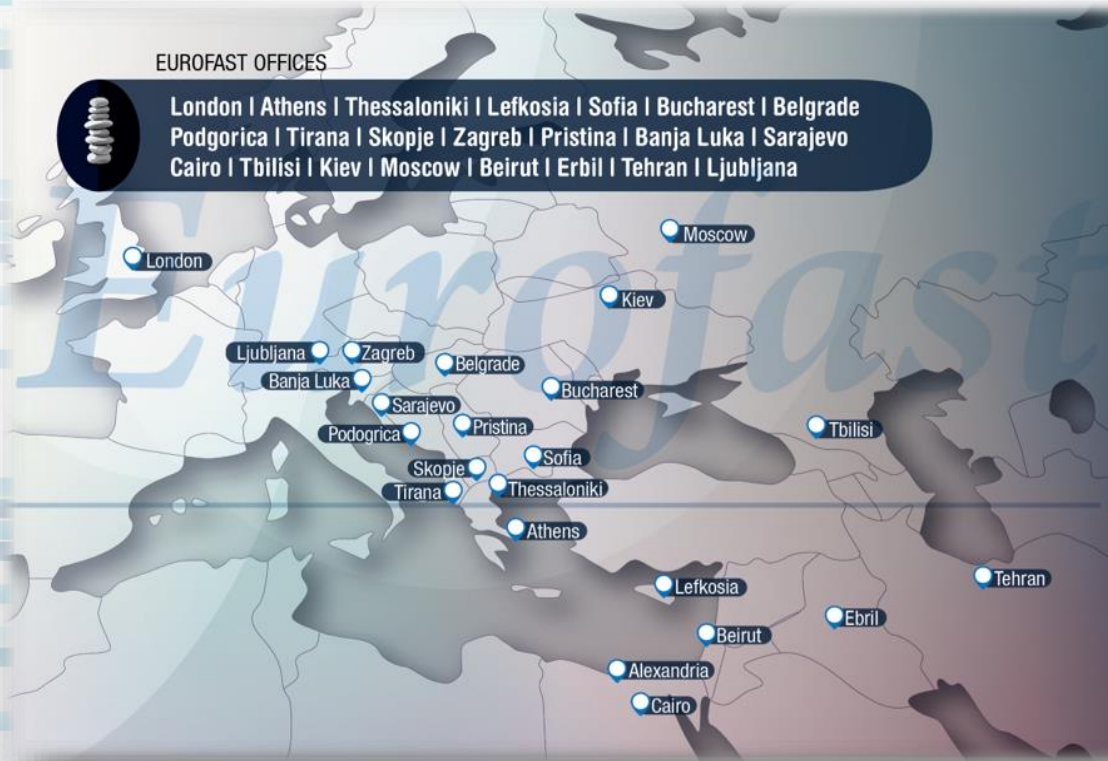 EUROFAST OFFICES
London | Athens | Thessaloniki | Lefkosia | Sofia | Bucharest | Belgrade
Podgorica | Tirana | Skopje | Zagreb | Pristina | Banja Luka | Sarajevo
Cairo | Tbilisi | Kiev | Moscow | Beirut | Erbil | Tehran | Ljubljana
Eurofast
Moscow
London
Kiev
Ljubljana
Zagreb
Belgrade
Banja Luka
Bucharest
Sarajevo
Pristina
Tbilisi
Podogrica
Sofia
Skopje
Thessaloniki
Tirana
Athens
Tehran
Lefkosia
Ebril
Beirut
Alexandria
Cairo